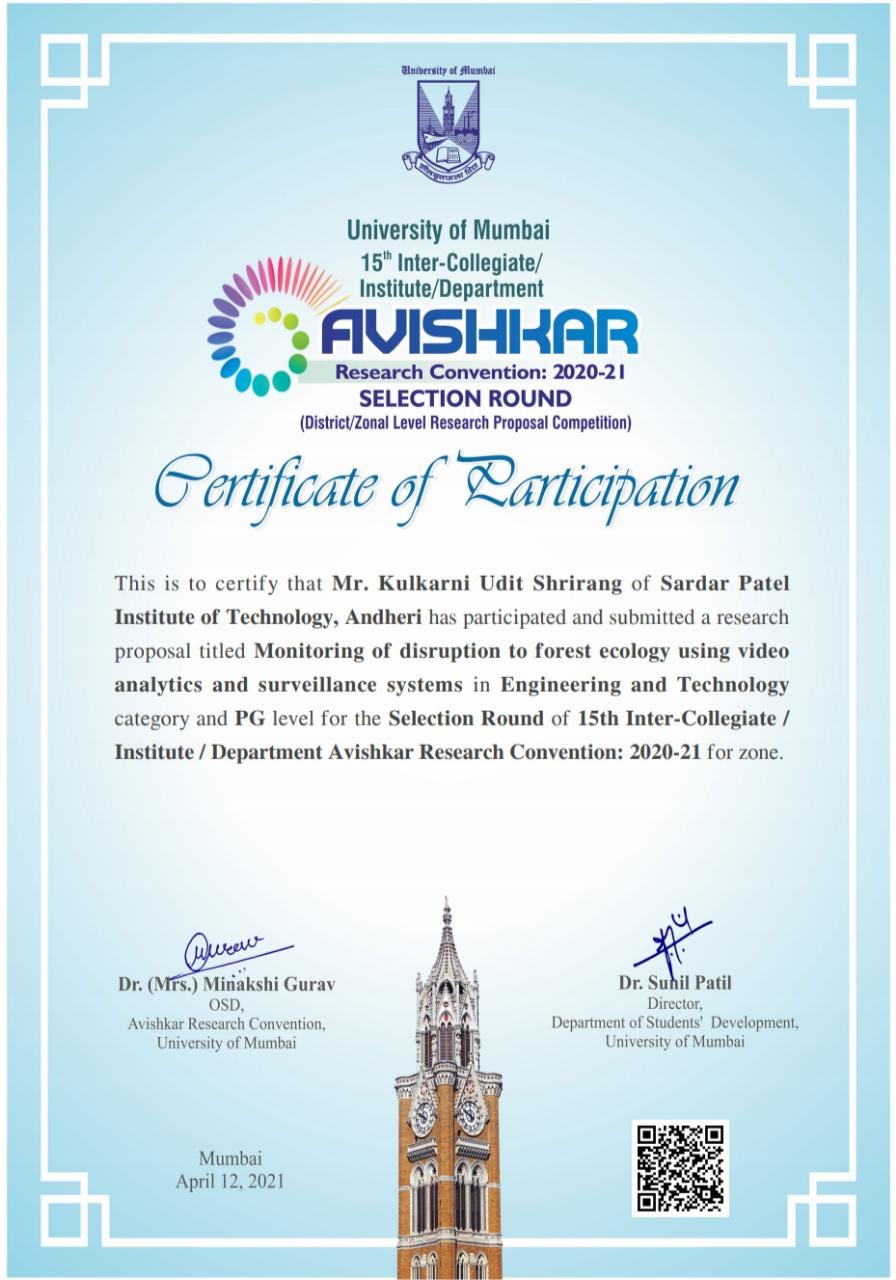 University of Mumbai
शीलवृतफला विद्या
University of Mumbai
15th Inter-Collegiate/
Institute/Department
AVISHKAR
Research Convention: 2020-21
SELECTION ROUND
(District/Zonal Level Research Proposal Competition)
Certificate of Participation
This is to certify that Mr. Kulkarni Udit Shrirang of Sardar Patel
Institute of Technology, Andheri has participated and submitted a research
proposal titled Monitoring of disruption to forest ecology using video
analytics and surveillance systems in Engineering and Technology
category and PG level for the Selection Round of 15th Inter-Collegiate /
Institute / Department Avishkar Research Convention: 2020-21 for zone.
Dr. (Mrs.) Minakshi Gurav
OSD,
Avishkar Research Convention,
University of Mumbai
Dr. Sunil Patil
Director,
Department of Students' Development,
University of Mumbai
Mumbai
April 12, 2021